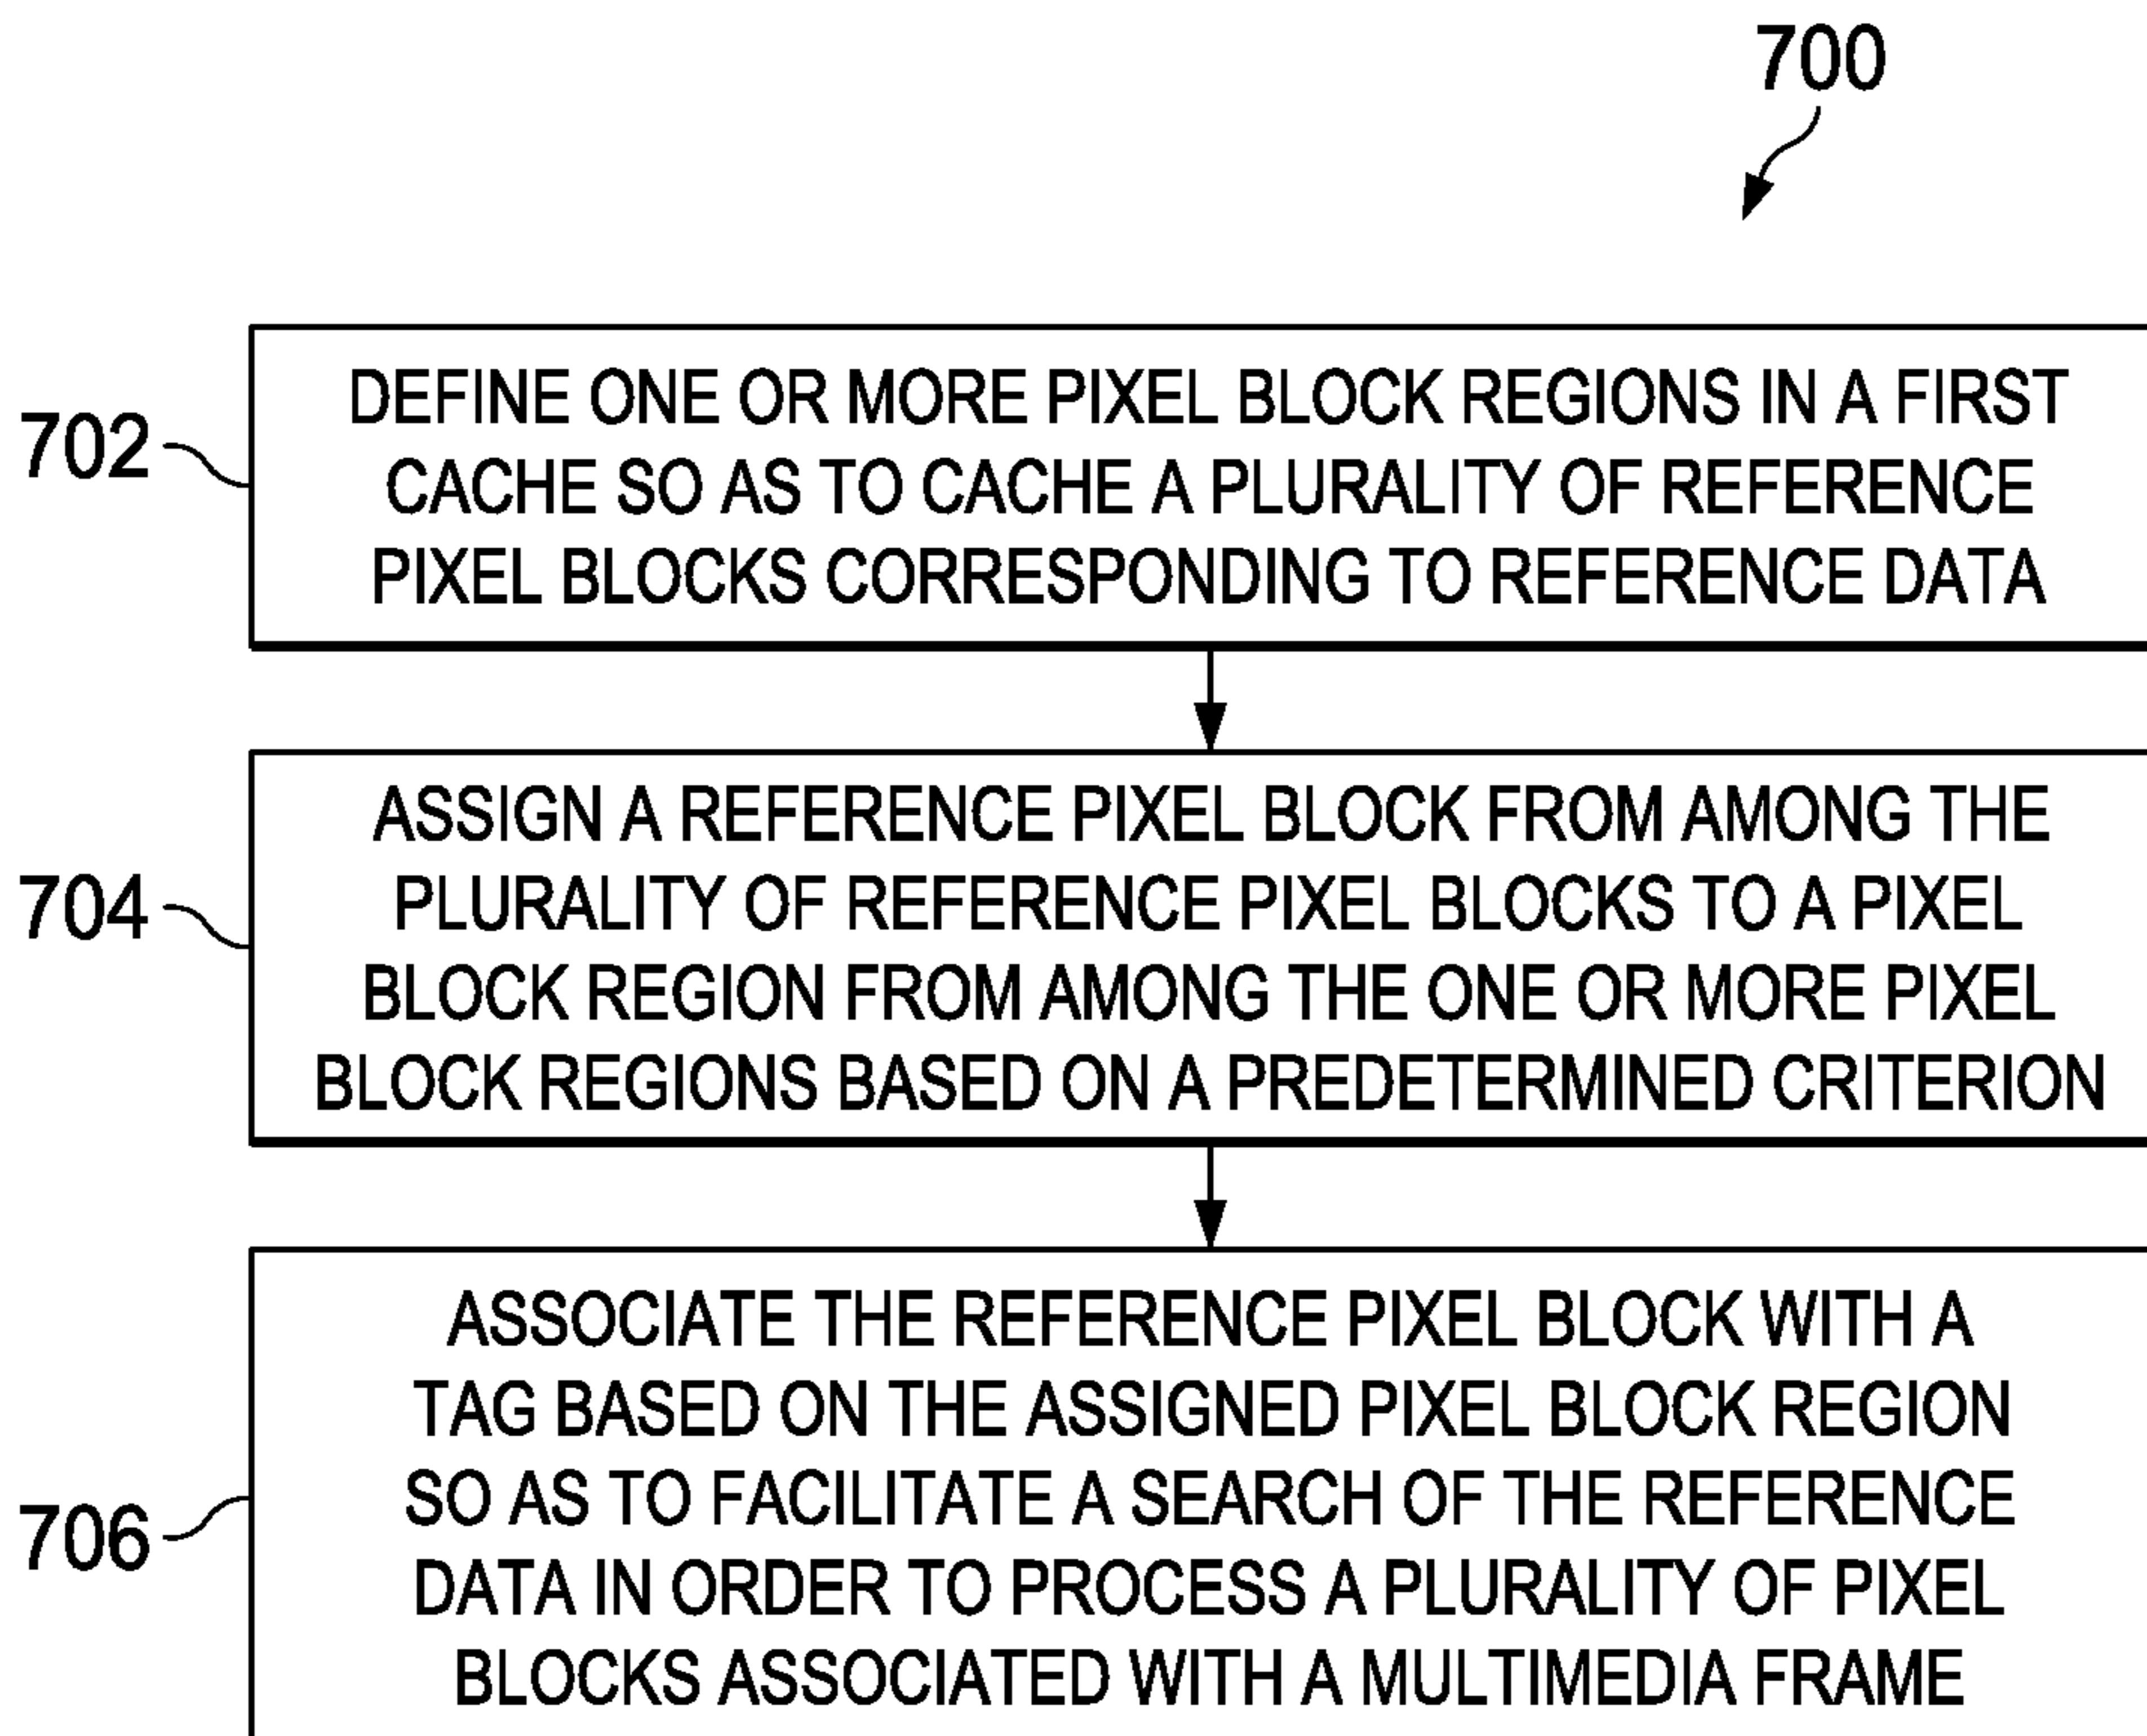 700
702
DEFINE ONE OR MORE PIXEL BLOCK REGIONS IN A FIRST
CACHE SO AS TO CACHE A PLURALITY OF REFERENCE
PIXEL BLOCKS CORRESPONDING TO REFERENCE DATA
704
ASSIGN A REFERENCE PIXEL BLOCK FROM AMONG THE
PLURALITY OF REFERENCE PIXEL BLOCKS TO A PIXEL
BLOCK REGION FROM AMONG THE ONE OR MORE PIXEL
BLOCK REGIONS BASED ON A PREDETERMINED CRITERION
706
ASSOCIATE THE REFERENCE PIXEL BLOCK WITH A
TAG BASED ON THE ASSIGNED PIXEL BLOCK REGION
SO AS TO FACILITATE A SEARCH OF THE REFERENCE
DATA IN ORDER TO PROCESS A PLURALITY OF PIXEL
BLOCKS ASSOCIATED WITH A MULTIMEDIA FRAME